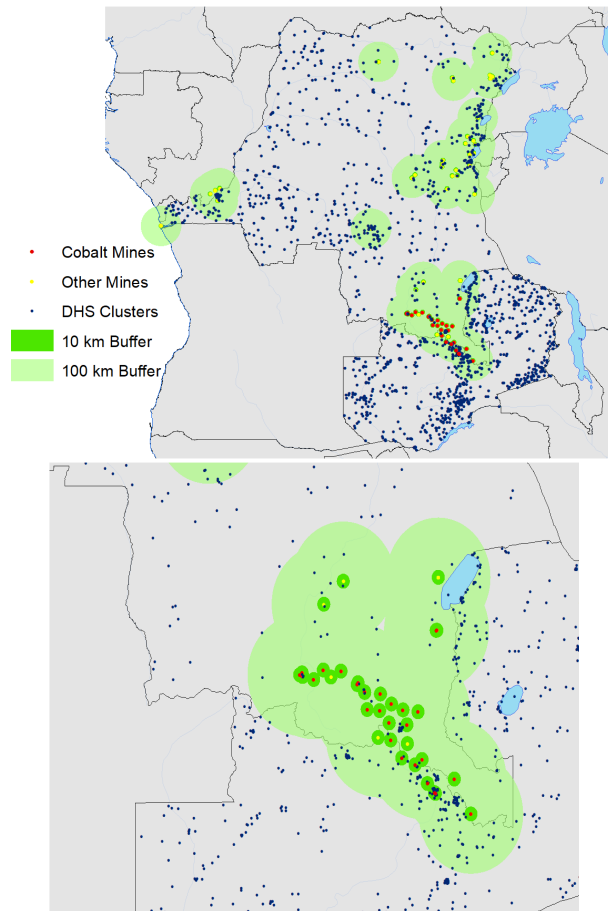 Cobalt Mines
Other Mines
DHS Clusters
10 km Buffer
100 km Buffer